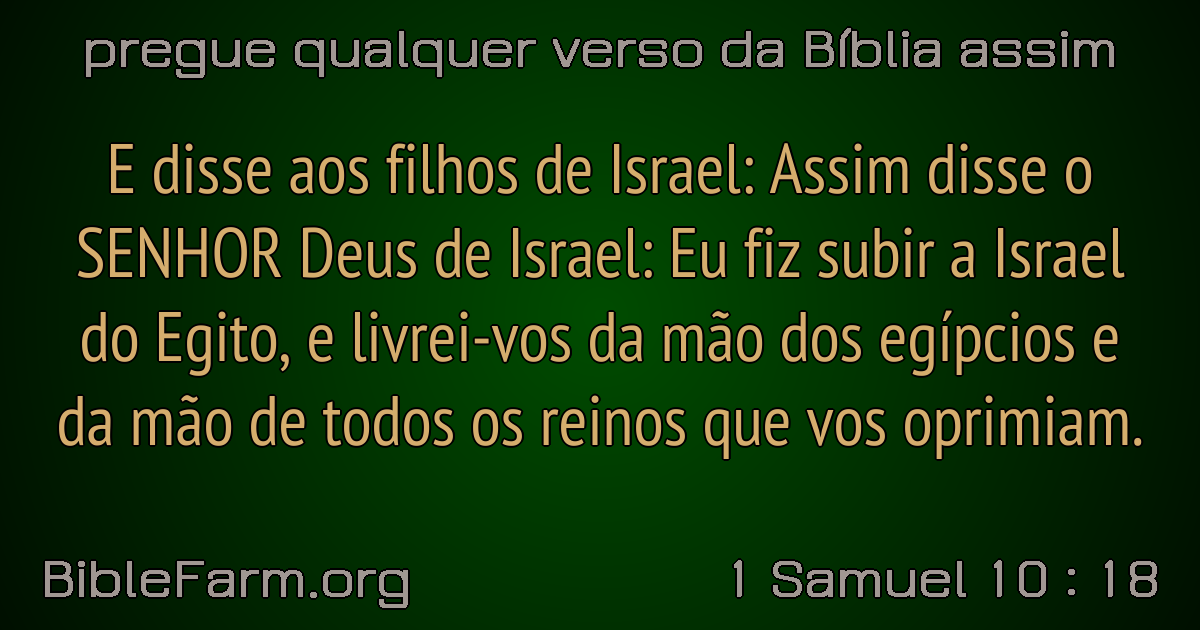 pregue qualquer verso da Bíblia assim
E disse aos filhos de Israel: Assim disse o
SENHOR Deus de Israel: Eu fiz subir a Israel
do Egito, e livrei-vos da mão dos egípcios e
da mão de todos os reinos que vos oprimiam.
BibleFarm.org
1 Samuel 10 : 18